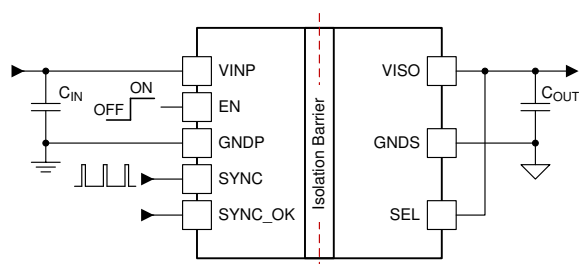 VINP
C_IN
ON
OFF
EN
GNDP
SYNC
SYNC_OK
Isolation Barrier
VISO
C_OUT
GNDS
SEL